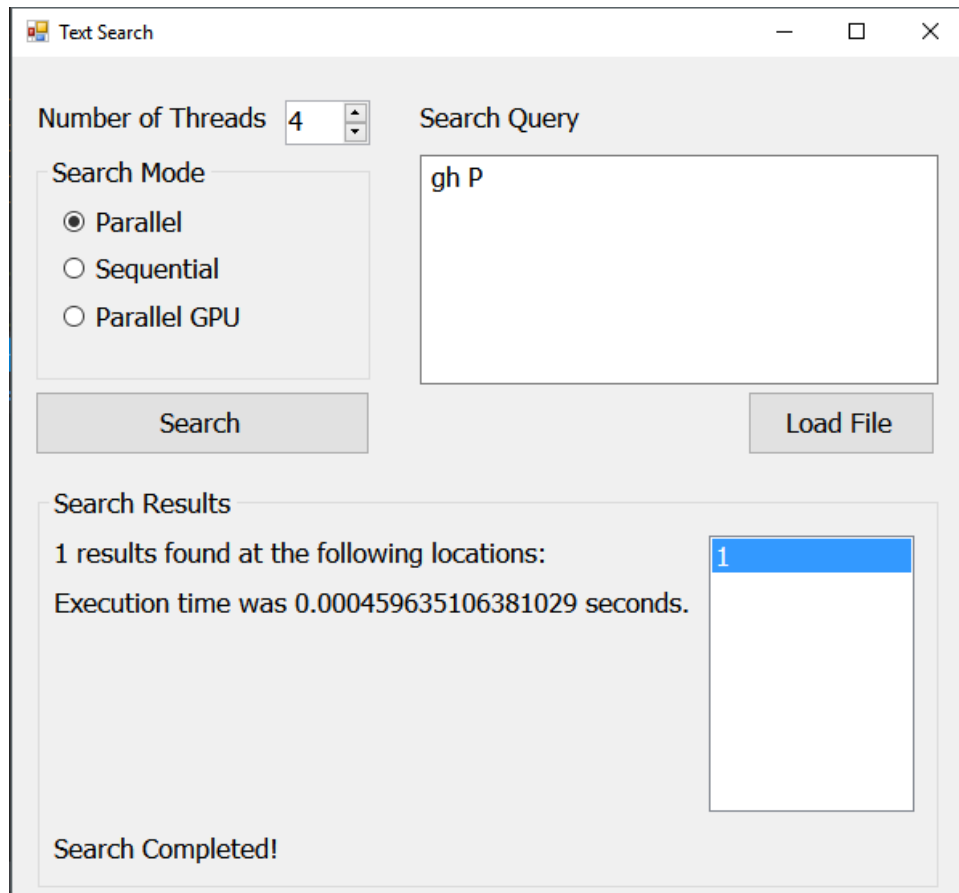 Text Search
Number of Threads 4
Search Mode
Parallel
Sequential
Parallel GPU
Search
Search Query
gh P
Load File
Search Results
1 results found at the following locations:
Execution time was 0.000459635106381029 seconds.
1
Search Completed!